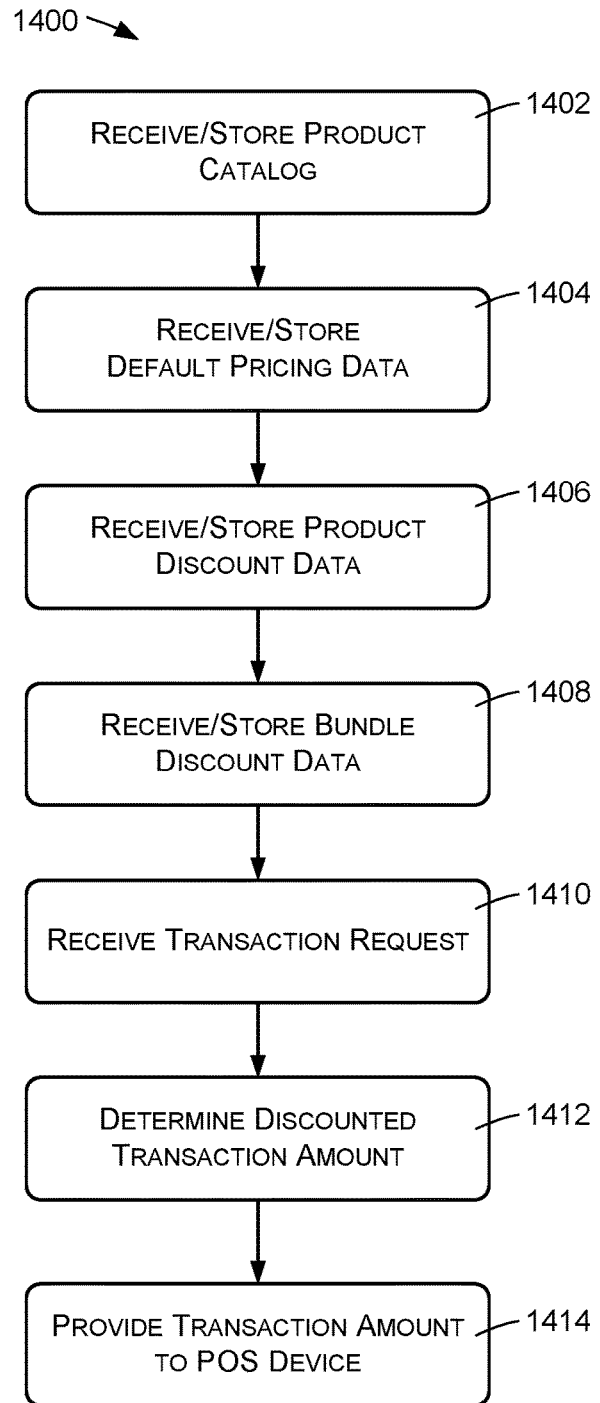 1400
RECEIVE/STORE PRODUCT
CATALOG
1402
RECEIVE/STORE
DEFAULT PRICING DATA
1404
RECEIVE/STORE PRODUCT
DISCOUNT DATA
1406
RECEIVE/STORE BUNDLE
DISCOUNT DATA
1408
RECEIVE TRANSACTION REQUEST
1410
DETERMINE DISCOUNTED
TRANSACTION AMOUNT
1412
PROVIDE TRANSACTION AMOUNT
TO POS DEVICE
1414